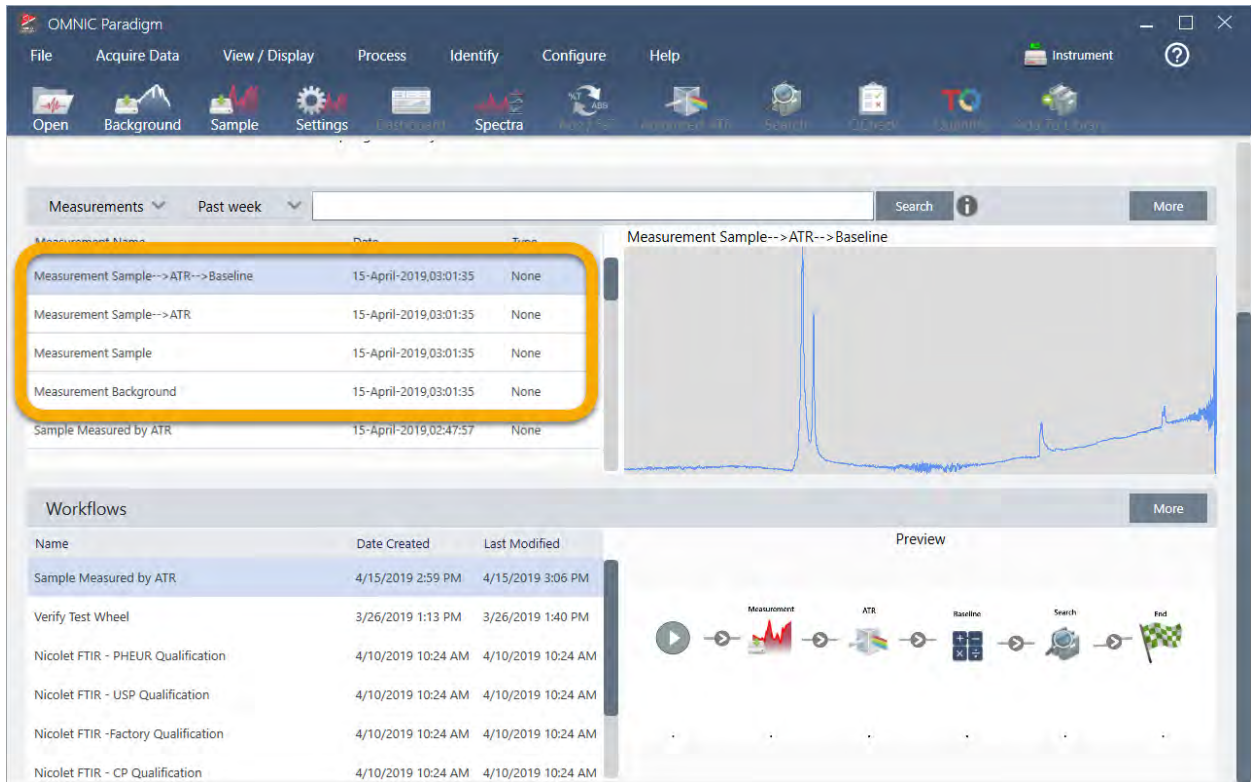 OMNIC Paradigm
File Acquire Data View / Display Process Identify Configure Help Instrument
Open Background Sample Settings Dashboard Spectra Search QCheck Quantify Add To Library
Measurements Past week Search More
Measurement Name Date Type Measurement Sample-->ATR-->Baseline
Measurement Sample-->ATR-->Baseline 15-April-2019,03:01:35 None
Measurement Sample-->ATR 15-April-2019,03:01:35 None
Measurement Sample 15-April-2019,03:01:35 None
Measurement Background 15-April-2019,03:01:35 None
Sample Measured by ATR 15-April-2019,02:47:57 None
Workflows More
Name Date Created Last Modified Preview
Sample Measured by ATR 4/15/2019 2:59 PM 4/15/2019 3:06 PM
Measurement ATR Baseline Search End
Verify Test Wheel 3/26/2019 1:13 PM 3/26/2019 1:40 PM
Nicolet FTIR - PHEUR Qualification 4/10/2019 10:24 AM 4/10/2019 10:24 AM
Nicolet FTIR - USP Qualification 4/10/2019 10:24 AM 4/10/2019 10:24 AM
Nicolet FTIR -Factory Qualification 4/10/2019 10:24 AM 4/10/2019 10:24 AM
Nicolet FTIR - CP Qualification 4/10/2019 10:24 AM 4/10/2019 10:24 AM